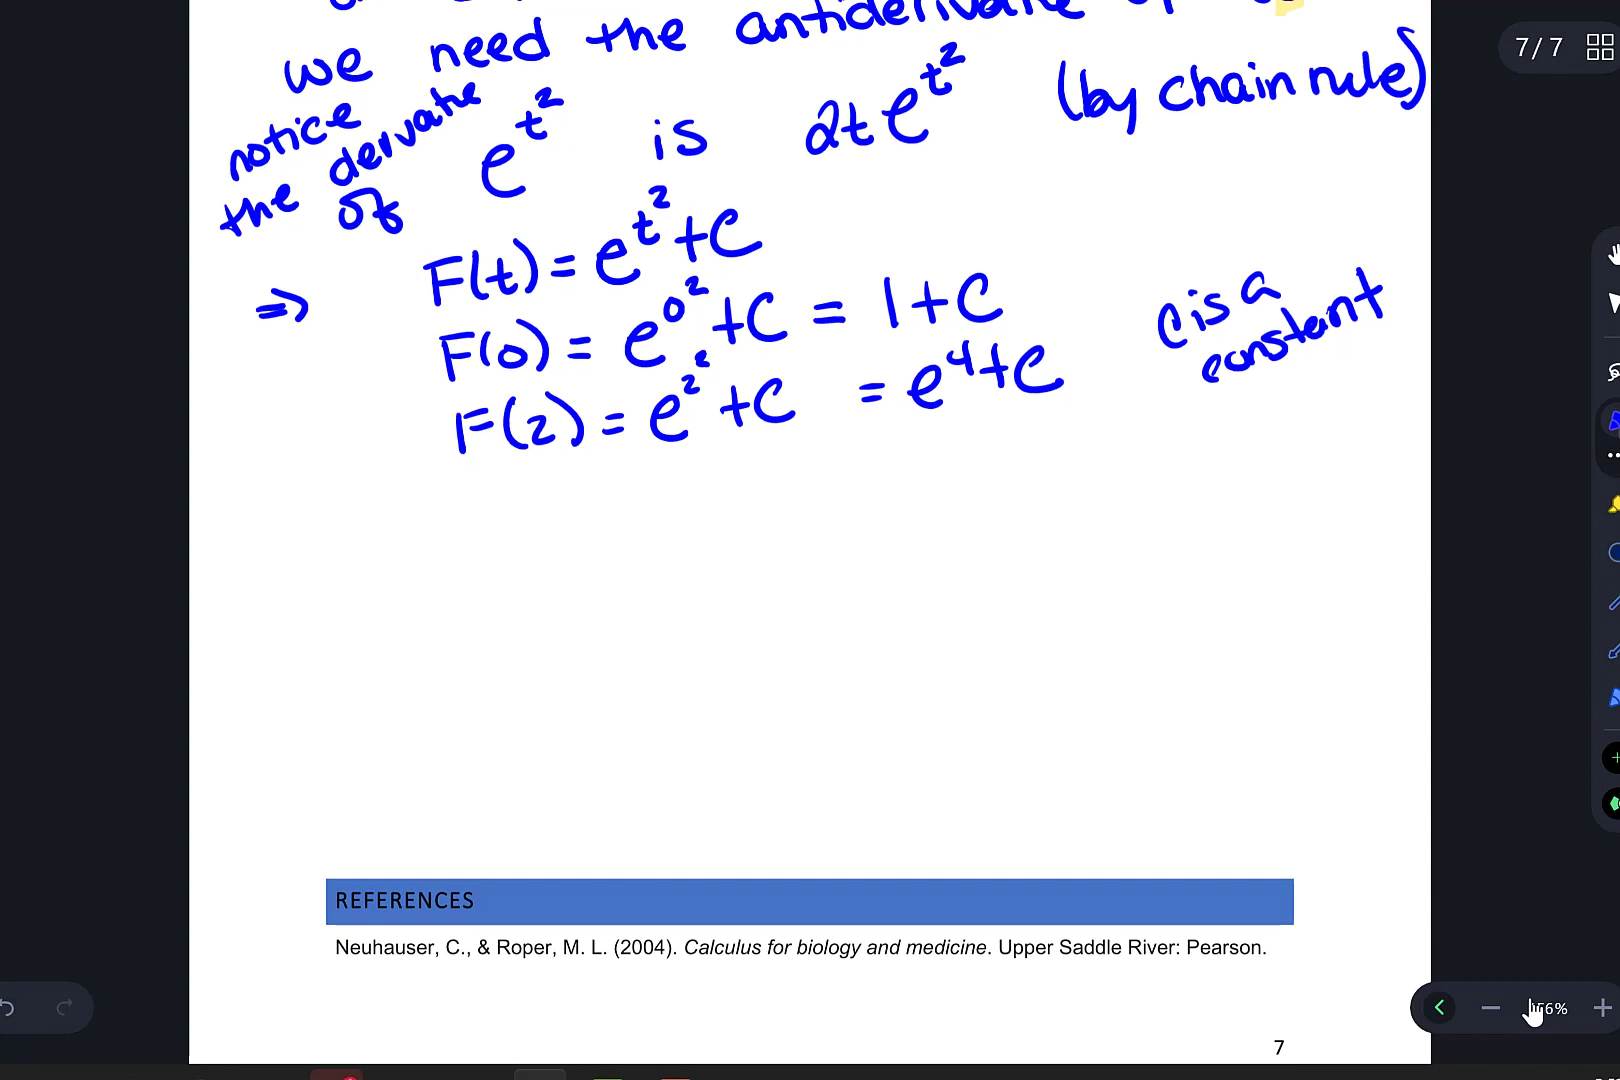 we need the antiderivative
notice the dervative of e^{t^2} is 2te^{t^2} (by chain rule)
⇒ F(t) = e^{t^2} + C
F(0) = e^{0^2} + C = 1 + C
C is a constant
F(2) = e^{2^2} + C = e^4 + C
7/7
REFERENCES
Neuhauser, C., & Roper, M. L. (2004). Calculus for biology and medicine. Upper Saddle River: Pearson.
7